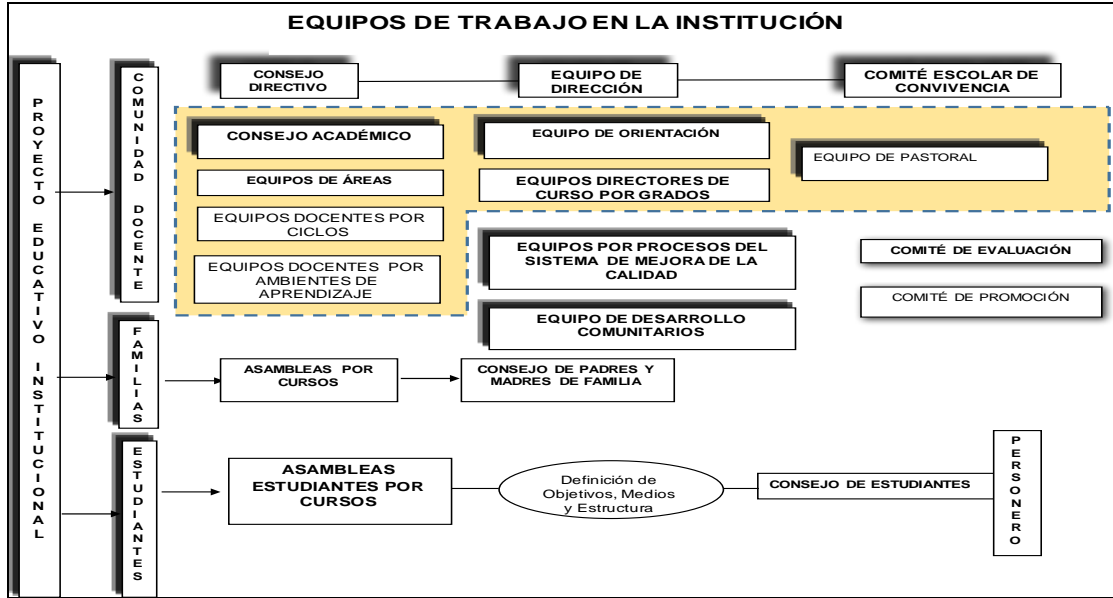 EQUIPOS DE TRABAJO EN LA INSTITUCIÓN
PROYECTO EDUCATIVO INSTITUCIONAL
COMUNIDAD DOCENTE
CONSEJO
DIRECTIVO
EQUIPO DE
DIRECCIÓN
COMITÉ ESCOLAR DE
CONVIVENCIA
CONSEJO ACADÉMICO
EQUIPO DE ORIENTACIÓN
EQUIPO DE PASTORAL
EQUIPOS DE ÁREAS
EQUIPOS DIRECTORES DE
CURSO POR GRADOS
EQUIPOS DOCENTES POR
CICLOS
EQUIPOS POR PROCESOS DEL
SISTEMA DE MEJORA DE LA
CALIDAD
COMITÉ DE EVALUACIÓN
EQUIPOS DOCENTES POR
AMBIENTES DE
APRENDIZAJE
COMITÉ DE PROMOCIÓN
EQUIPO DE DESARROLLO
COMUNITARIOS
FAMILIAS
ASAMBLEAS POR
CURSOS
CONSEJO DE PADRES Y
MADRES DE FAMILIA
ESTUDIANTES
ASAMBLEAS
ESTUDIANTES POR
CURSOS
Definición de
Objetivos, Medios
y Estructura
CONSEJO DE ESTUDIANTES
PERSONERO